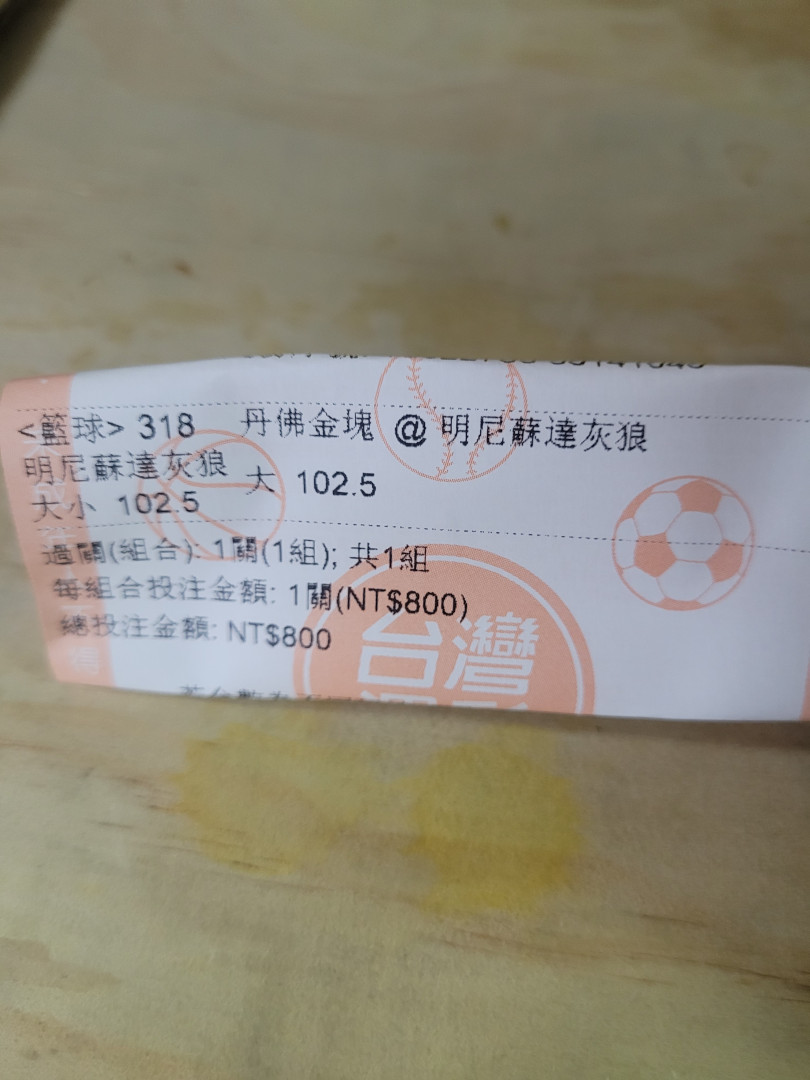 <籃球> 318 丹佛金塊 @ 明尼蘇達灰狼
明尼蘇達灰狼 大 102.5
大小 102.5
過關(組合): 1關(1組); 共1組
每組合投注金額: 1關(NT$800)
總投注金額: NT$800
台灣